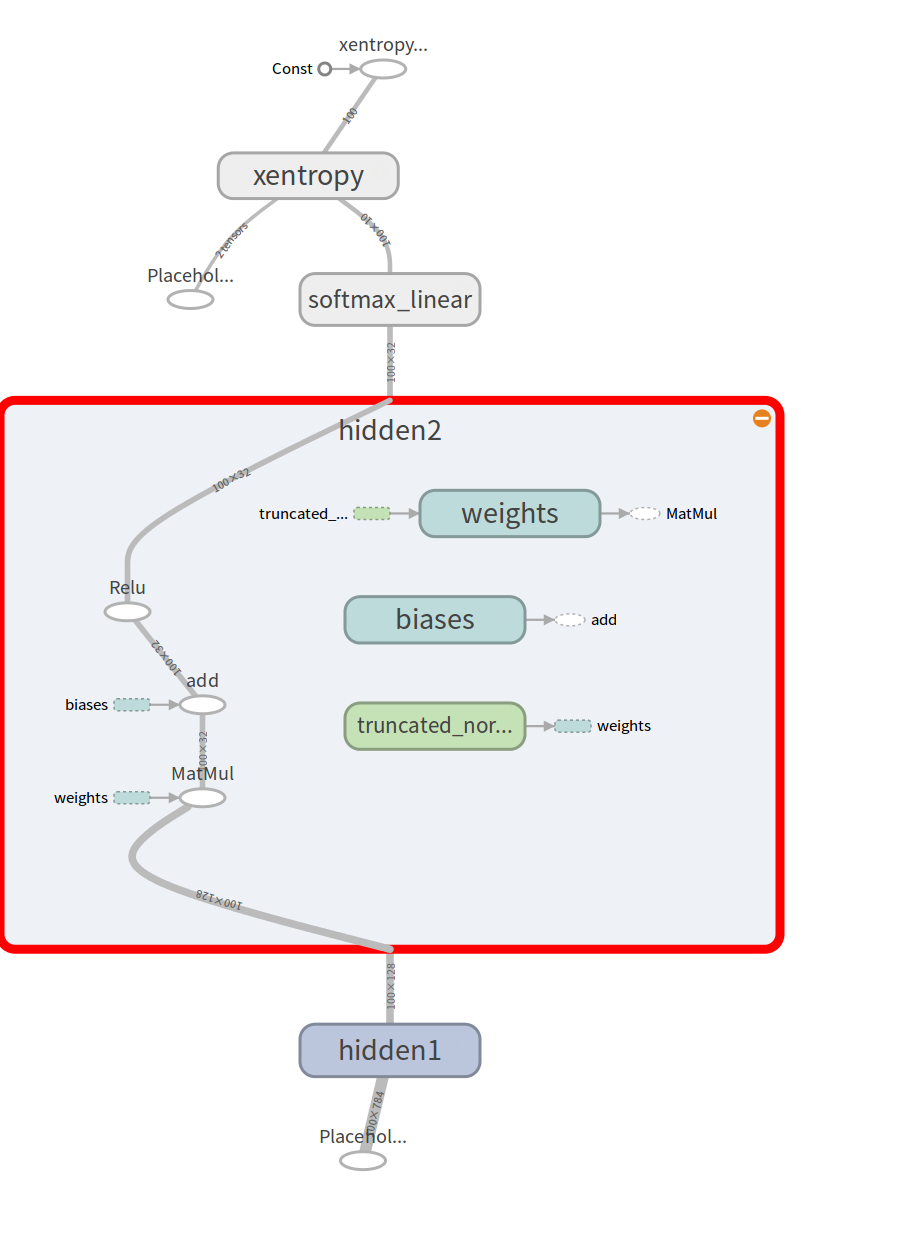 xentropy...
Const
100
xentropy
2 tensors
100×10
Placehol...
softmax_linear
100×32
hidden2
100×32
truncated_...
weights
MatMul
Relu
biases
add
100×32
add
biases
truncated_nor...
weights
100×32
MatMul
weights
100×128
100×128
hidden1
100×784
Placehol...